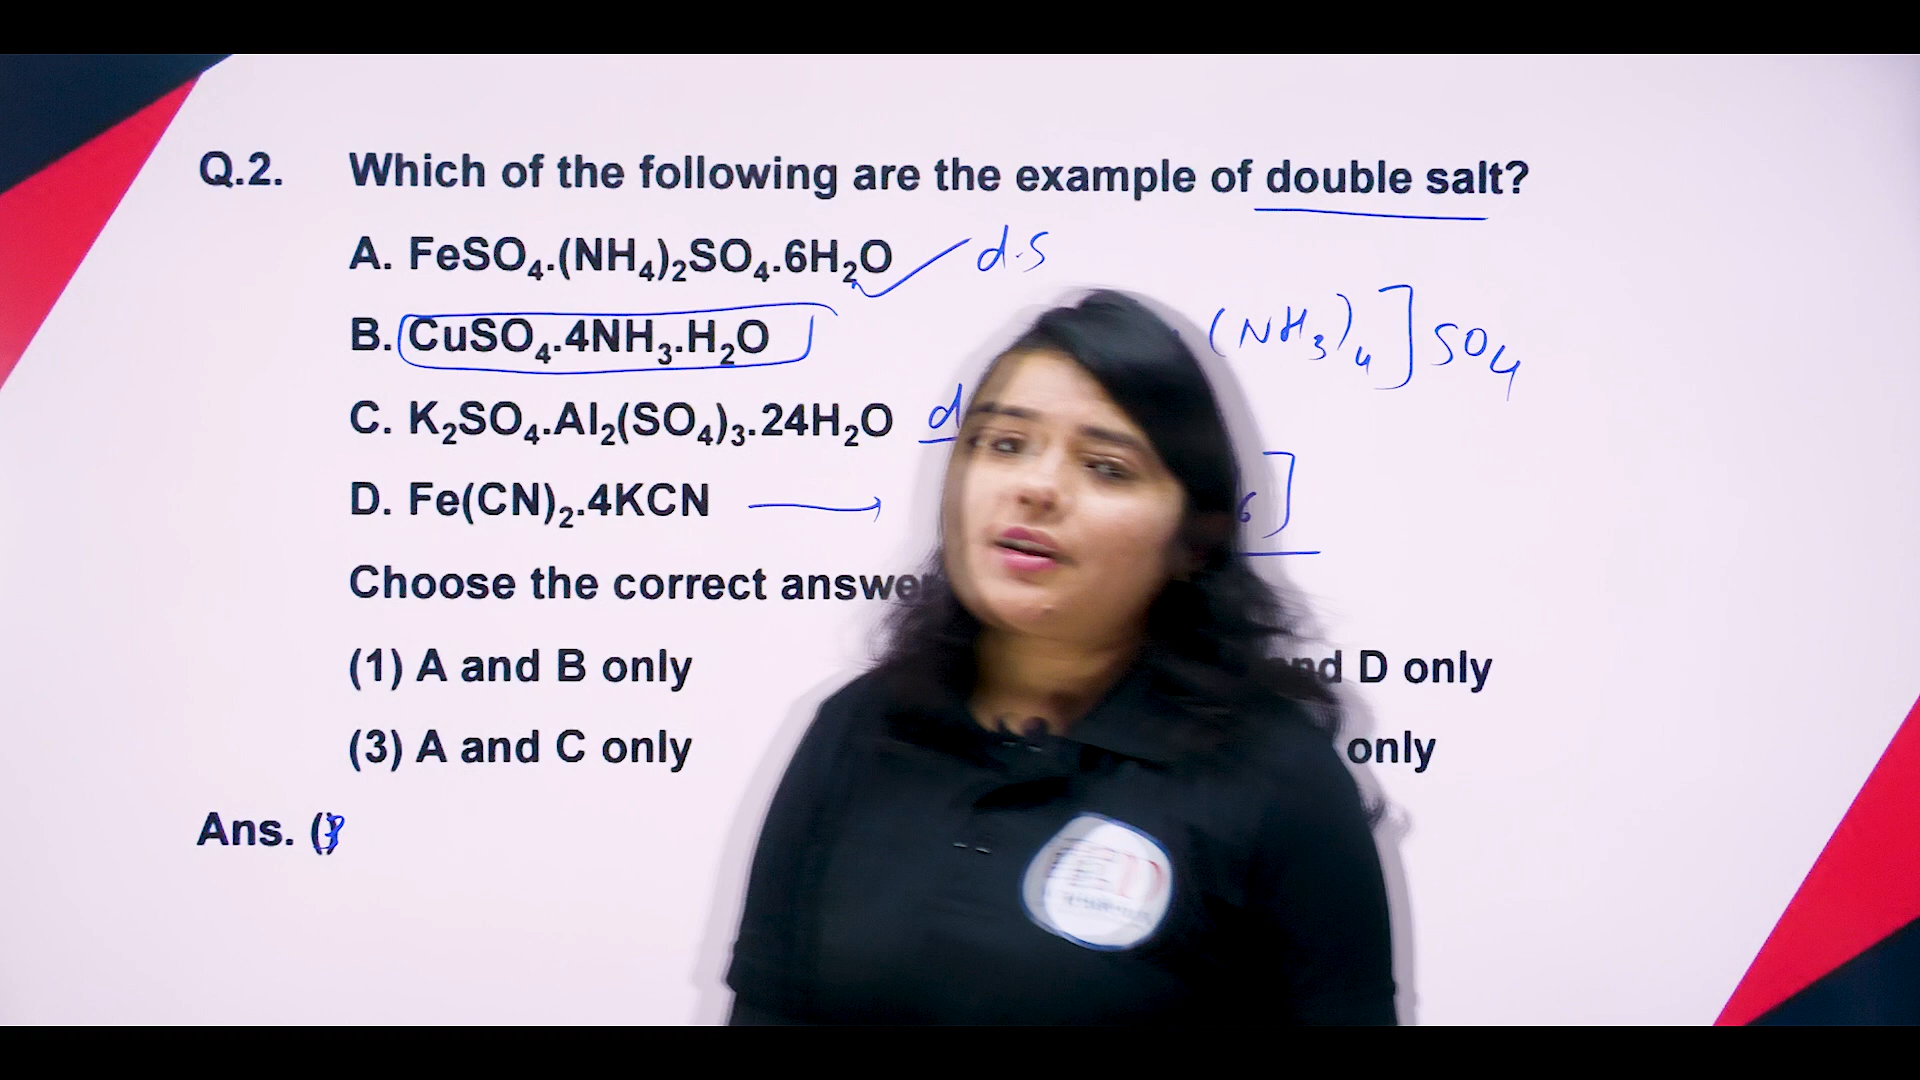 Q.2. Which of the following are the example of double salt?
A. FeSO₄.(NH₄)₂SO₄.6H₂O d.S
B. CuSO₄.4NH₃.H₂O (NH₃)₄]SO₄
C. K₂SO₄.Al₂(SO₄)₃.24H₂O d
D. Fe(CN)₂.4KCN → ₆]
Choose the correct
(1) A and B only D only
(3) A and C only only
Ans. (3